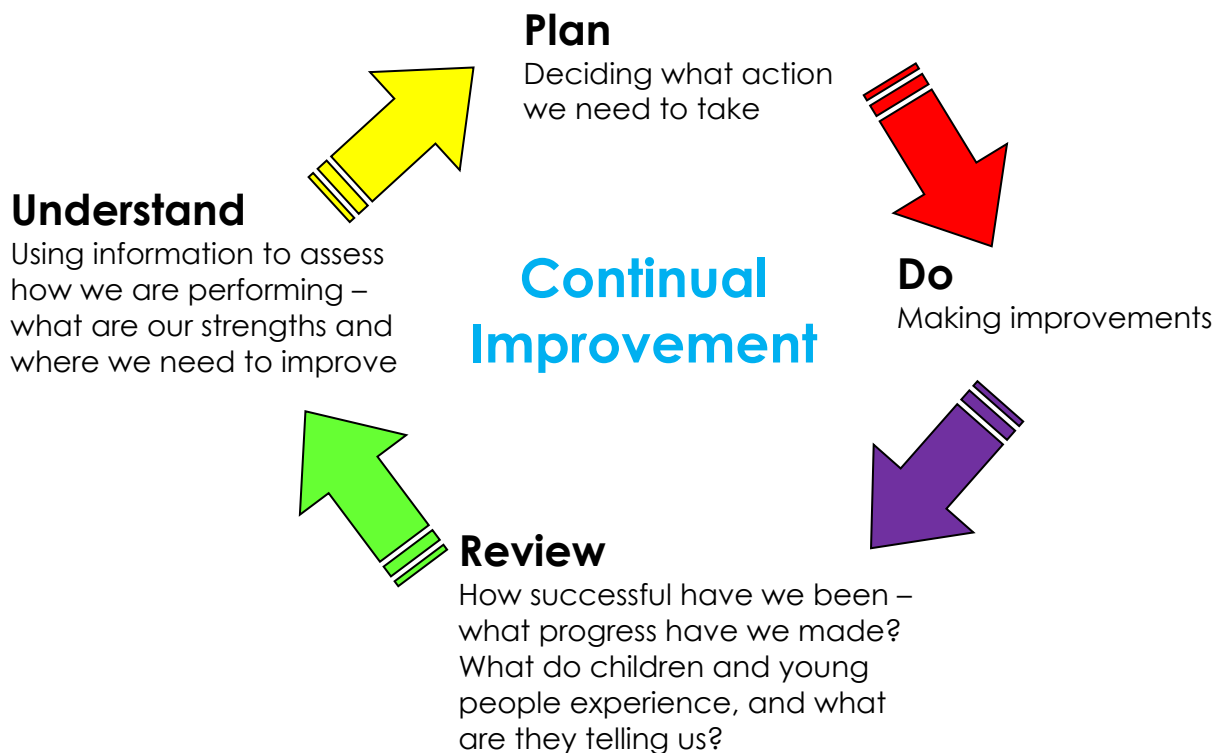 Plan
Deciding what action
we need to take
Understand
Using information to assess
how we are performing –
what are our strengths and
where we need to improve
Continual
Improvement
Do
Making improvements
Review
How successful have we been –
what progress have we made?
What do children and young
people experience, and what
are they telling us?